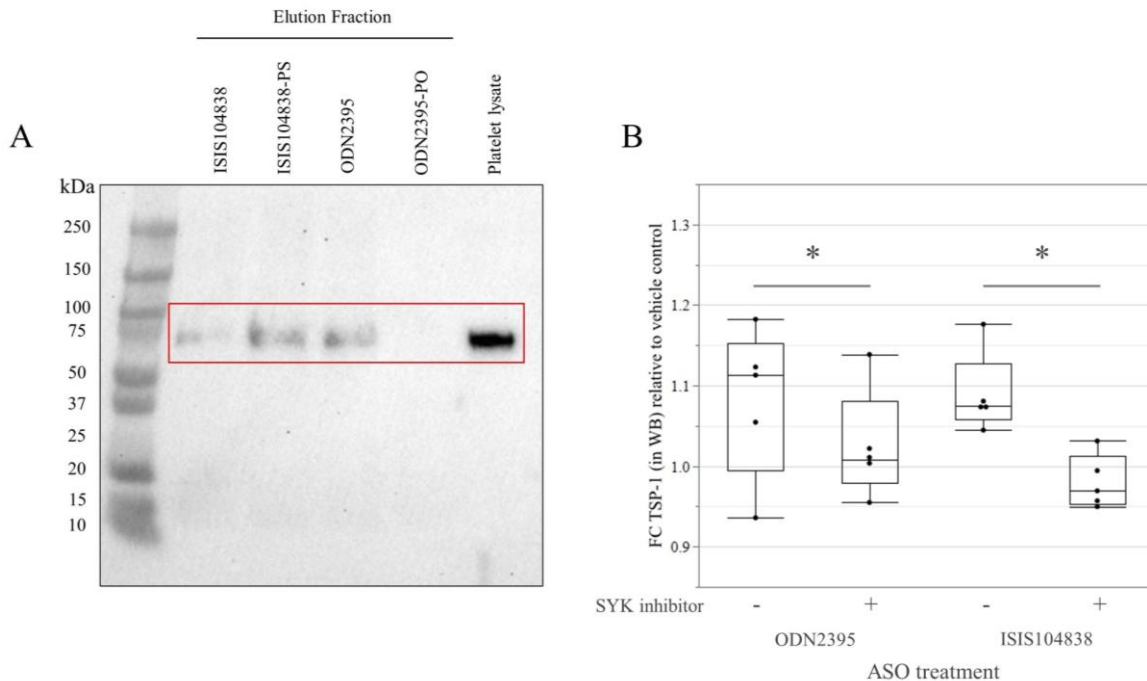 Elution Fraction
ISIS104838
ISIS104838-PS
ODN2395
ODN2395-PO
Platelet lysate
A
kDa
250
150
100
75
50
37
25
20
15
10
B
FC TSP-1 (in WB) relative to vehicle control
1.3
1.2
1.1
1.0
0.9
*
*
SYK inhibitor - + - +
ODN2395 ISIS104838
ASO treatment